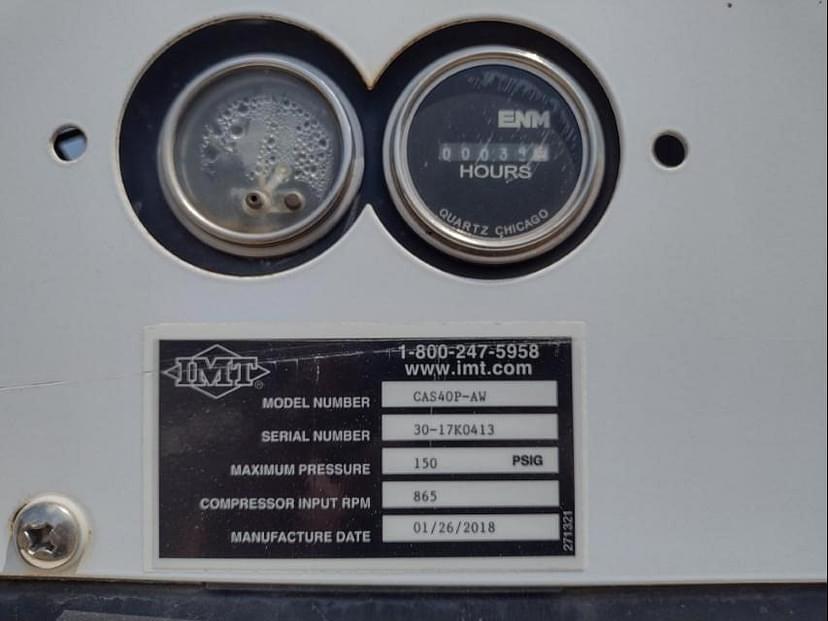 ENM
HOURS
QUARTZ CHICAGO
IMT®
1-800-247-5958
www.imt.com
MODEL NUMBER CAS40P-AW
SERIAL NUMBER 30-17K0413
MAXIMUM PRESSURE 150 PSIG
COMPRESSOR INPUT RPM 865
MANUFACTURE DATE 01/26/2018
271321